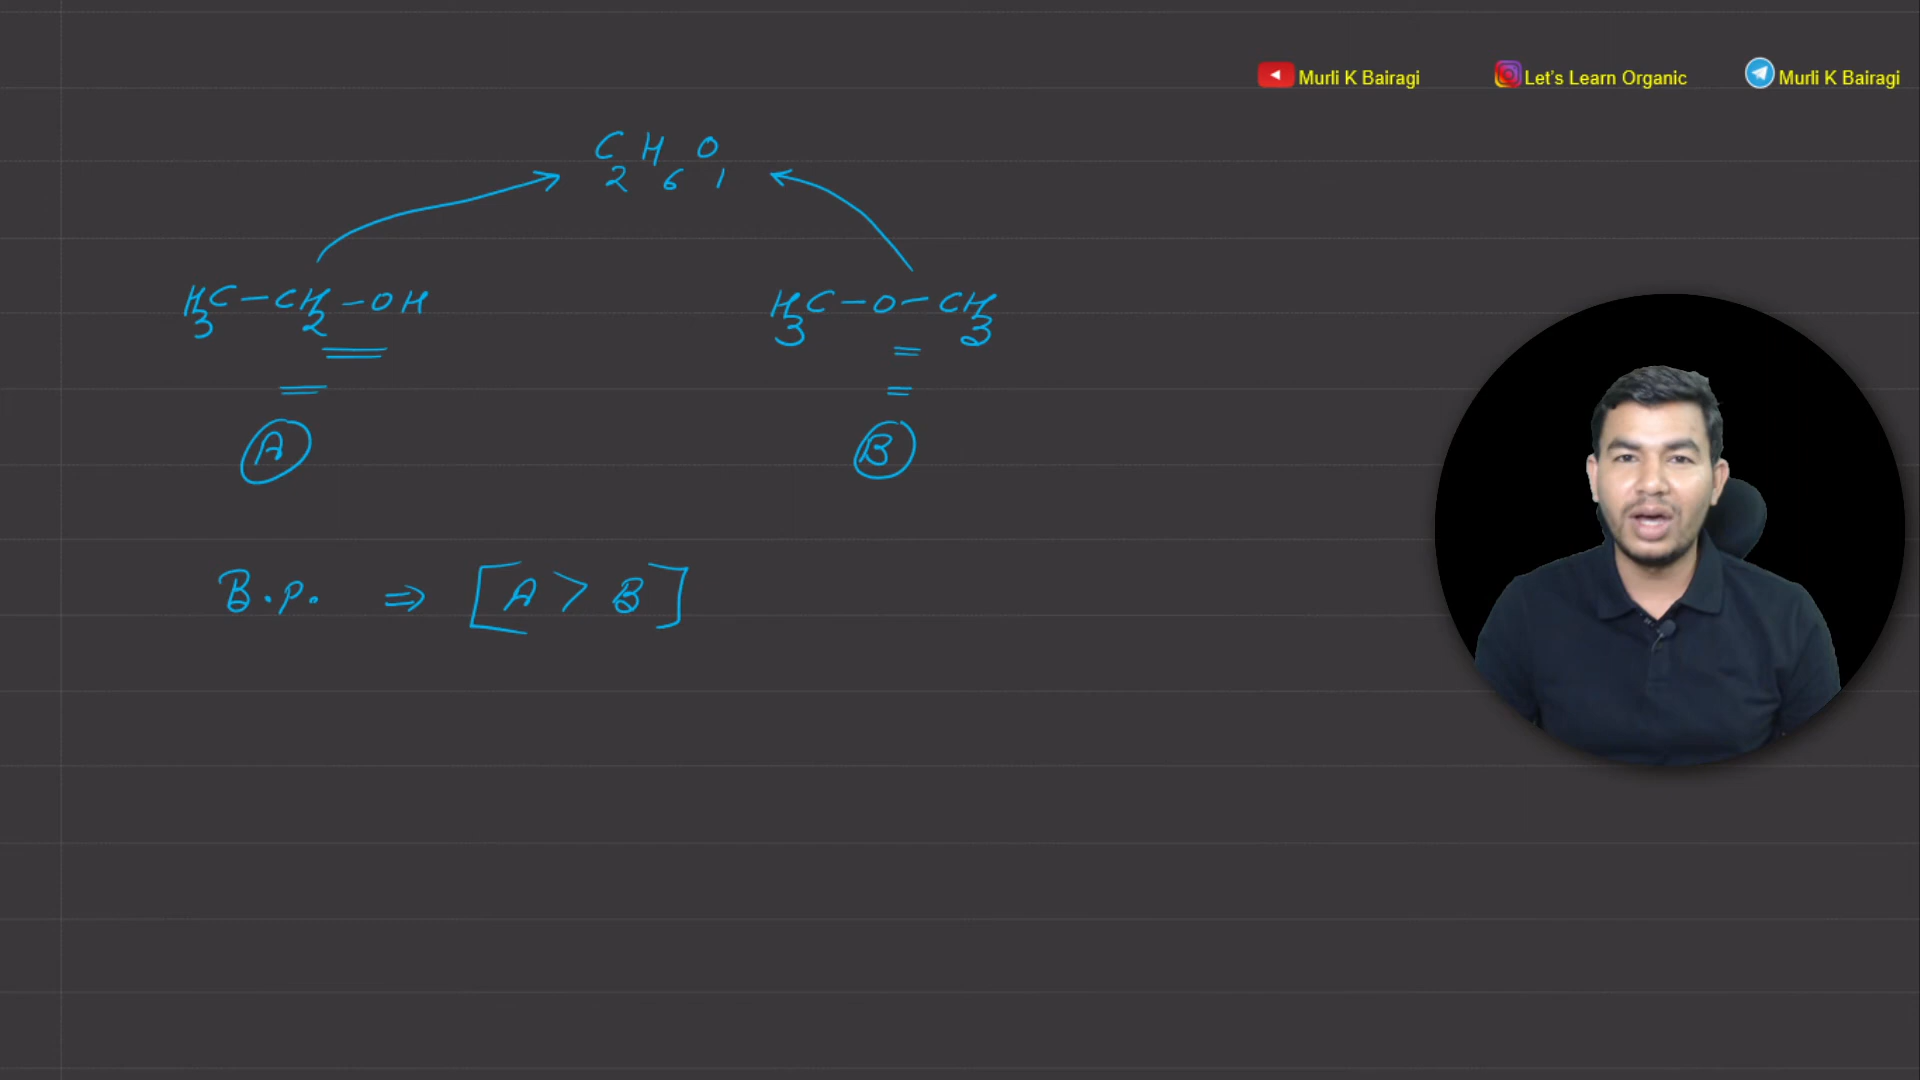 Murli K Bairagi Let's Learn Organic Murli K Bairagi
C₂H₆O₁
H₃C-CH₂-OH H₃C-O-CH₃
A B
B.P. ⇒ [A > B]